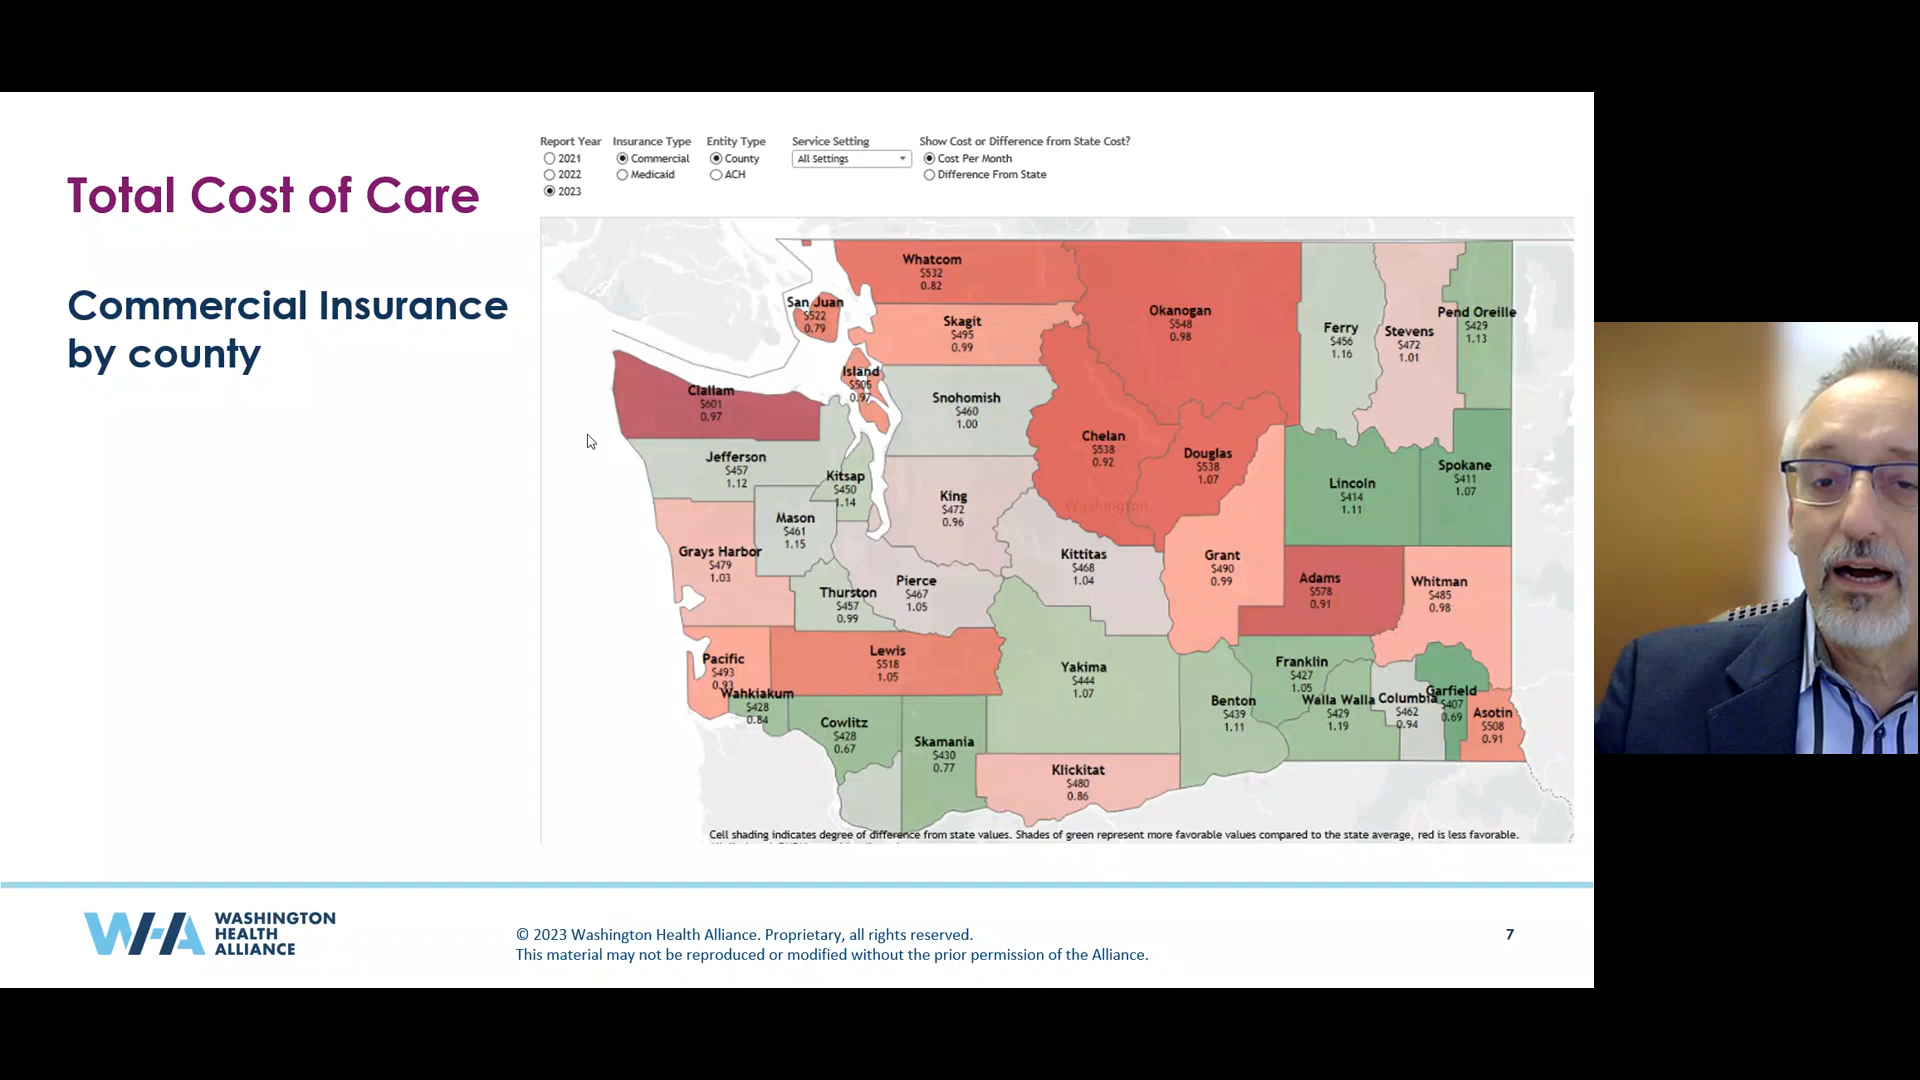 Total Cost of Care
Commercial Insurance
by county
Report Year
2021
2022
2023
Insurance Type
Commercial
Medicaid
Entity Type
County
ACH
Service Setting
All Settings
Show Cost or Difference from State Cost?
Cost Per Month
Difference From State
Whatcom
$532
0.82
San Juan
$522
0.79
Skagit
$495
0.99
Island
$505
0.97
Okanogan
$548
0.98
Ferry
$456
1.16
Stevens
$472
1.01
Pend Oreille
$429
1.13
Clallam
$601
0.97
Snohomish
$460
1.00
Chelan
$538
0.92
Douglas
$538
1.07
Washington
Jefferson
$457
1.12
Kitsap
$450
1.14
King
$472
0.96
Lincoln
$414
1.11
Spokane
$411
1.07
Mason
$461
1.15
Grays Harbor
$479
1.03
Kittitas
$468
1.04
Grant
$490
0.99
Adams
$578
0.91
Whitman
$485
0.98
Thurston
$457
0.99
Pierce
$467
1.05
Pacific
$493
0.93
Lewis
$518
1.05
Yakima
$444
1.07
Franklin
$427
1.05
Wahkiakum
$428
0.84
Cowlitz
$428
0.67
Skamania
$430
0.77
Benton
$439
1.11
Walla Walla
$429
1.19
Columbia
$462
0.94
Garfield
$407
0.69
Asotin
$508
0.91
Klickitat
$480
0.86
Cell shading indicates degree of difference from state values. Shades of green represent more favorable values compared to the state average, red is less favorable.
WHA
WASHINGTON
HEALTH
ALLIANCE
© 2023 Washington Health Alliance. Proprietary, all rights reserved.
This material may not be reproduced or modified without the prior permission of the Alliance.
7